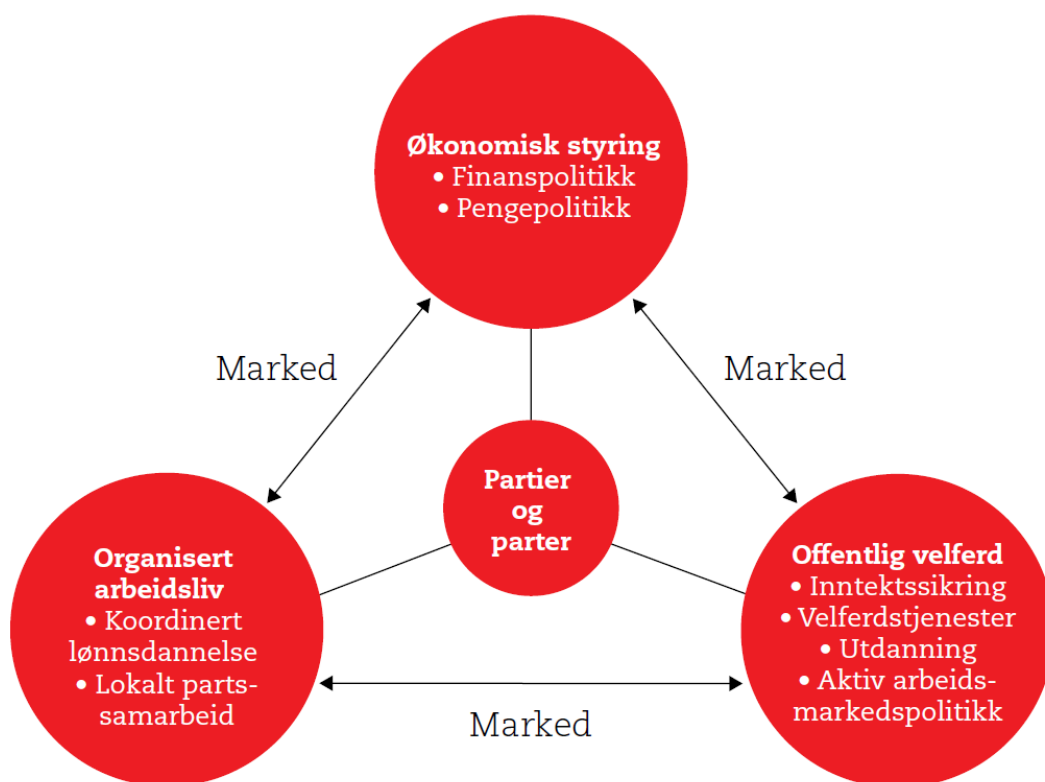 Økonomisk styring
• Finanspolitikk
• Pengepolitikk
Marked
Marked
Partier
og
parter
Organisert
arbeidsliv
• Koordinert
lønnsdannelse
• Lokalt parts-
samarbeid
Offentlig velferd
• Inntektssikring
• Velferdstjenester
• Utdanning
• Aktiv arbeids-
markedspolitikk
Marked